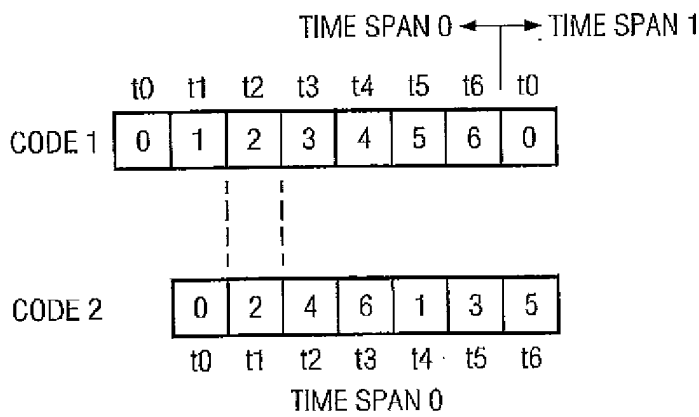 TIME SPAN 0 TIME SPAN 1
t0 t1 t2 t3 t4 t5 t6 t0
CODE 1 0 1 2 3 4 5 6 0
CODE 2 0 2 4 6 1 3 5
t0 t1 t2 t3 t4 t5 t6
TIME SPAN 0